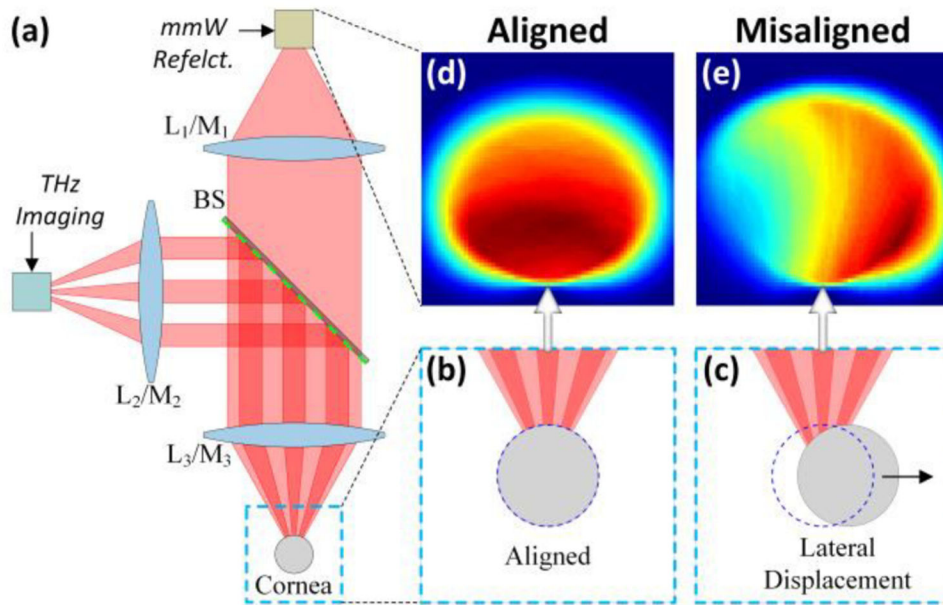 (a)
mmW
Refelct.
Aligned
Misaligned
(d)
(e)
L1/M1
THz
Imaging
BS
L2/M2
L3/M3
Cornea
(b)
Aligned
(c)
Lateral
Displacement